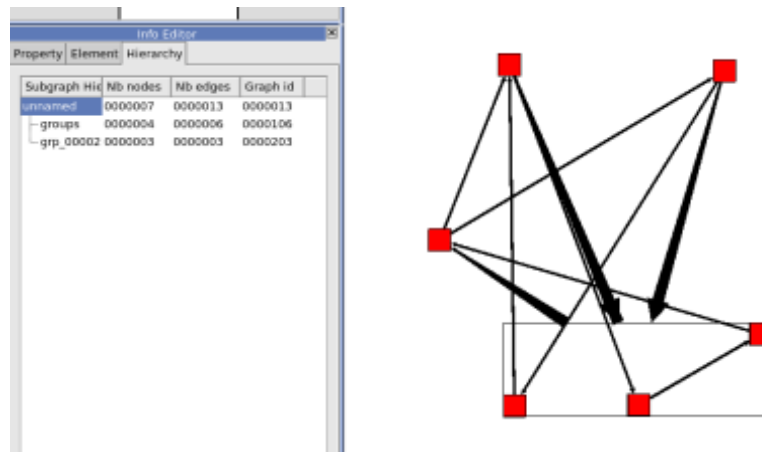 Info Editor
Property Element Hierarchy
Subgraph Hie Nb nodes Nb edges Graph id
unnamed 0000007 0000013 0000013
groups 0000004 0000006 0000106
grp_00002 0000003 0000003 0000203